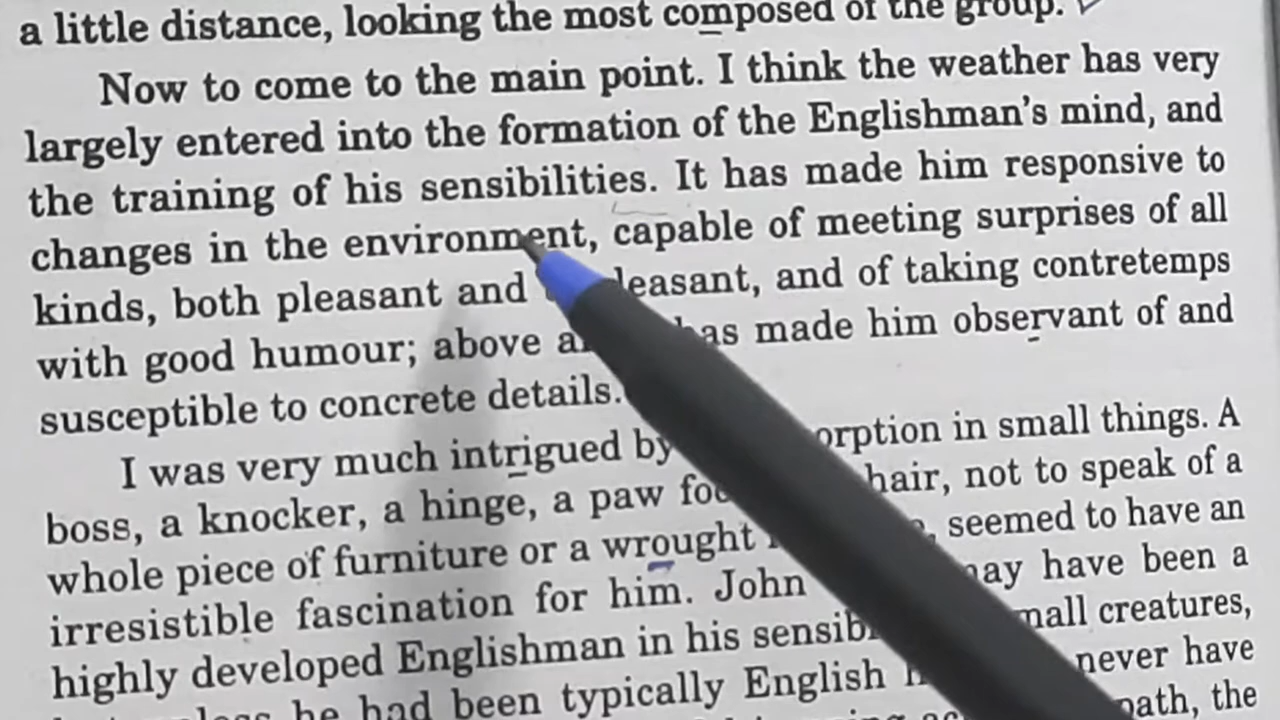 a little distance, looking the most composed of the group.
Now to come to the main point. I think the weather has very
largely entered into the formation of the Englishman's mind, and
the training of his sensibilities. It has made him responsive to
changes in the environment, capable of meeting surprises of all
kinds, both pleasant and leasant, and of taking contretemps
with good humour; above has made him observant of and
susceptible to concrete details.
I was very much intrigued by orption in small things. A
boss, a knocker, a hinge, a paw hair, not to speak of a
whole piece of furniture or a wrought seemed to have an
irresistible fascination for him. John may have been a
highly developed Englishman in his mall creatures,
he had been typically English never have
path, the